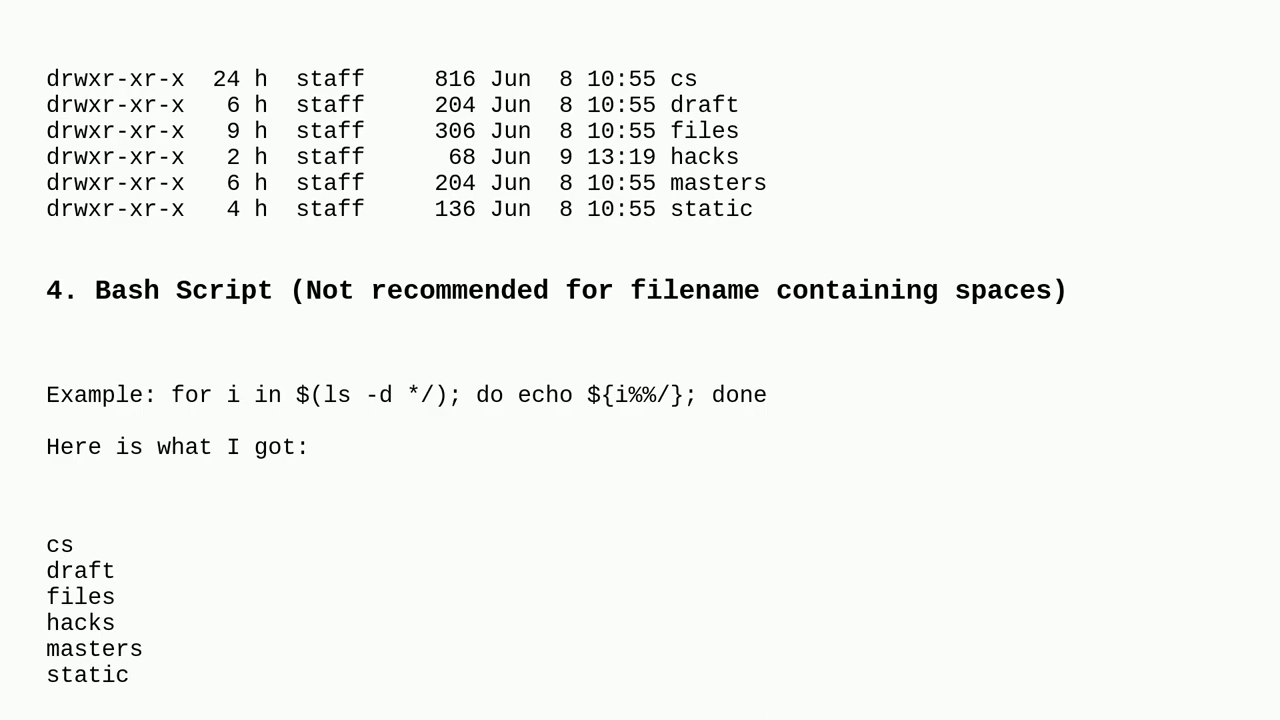 drwxr-xr-x  24 h  staff     816 Jun  8 10:55 cs
drwxr-xr-x   6 h  staff     204 Jun  8 10:55 draft
drwxr-xr-x   9 h  staff     306 Jun  8 10:55 files
drwxr-xr-x   2 h  staff      68 Jun  9 13:19 hacks
drwxr-xr-x   6 h  staff     204 Jun  8 10:55 masters
drwxr-xr-x   4 h  staff     136 Jun  8 10:55 static
4. Bash Script (Not recommended for filename containing spaces)
Example: for i in $(ls -d */); do echo ${i%%/}; done
Here is what I got:
cs
draft
files
hacks
masters
static